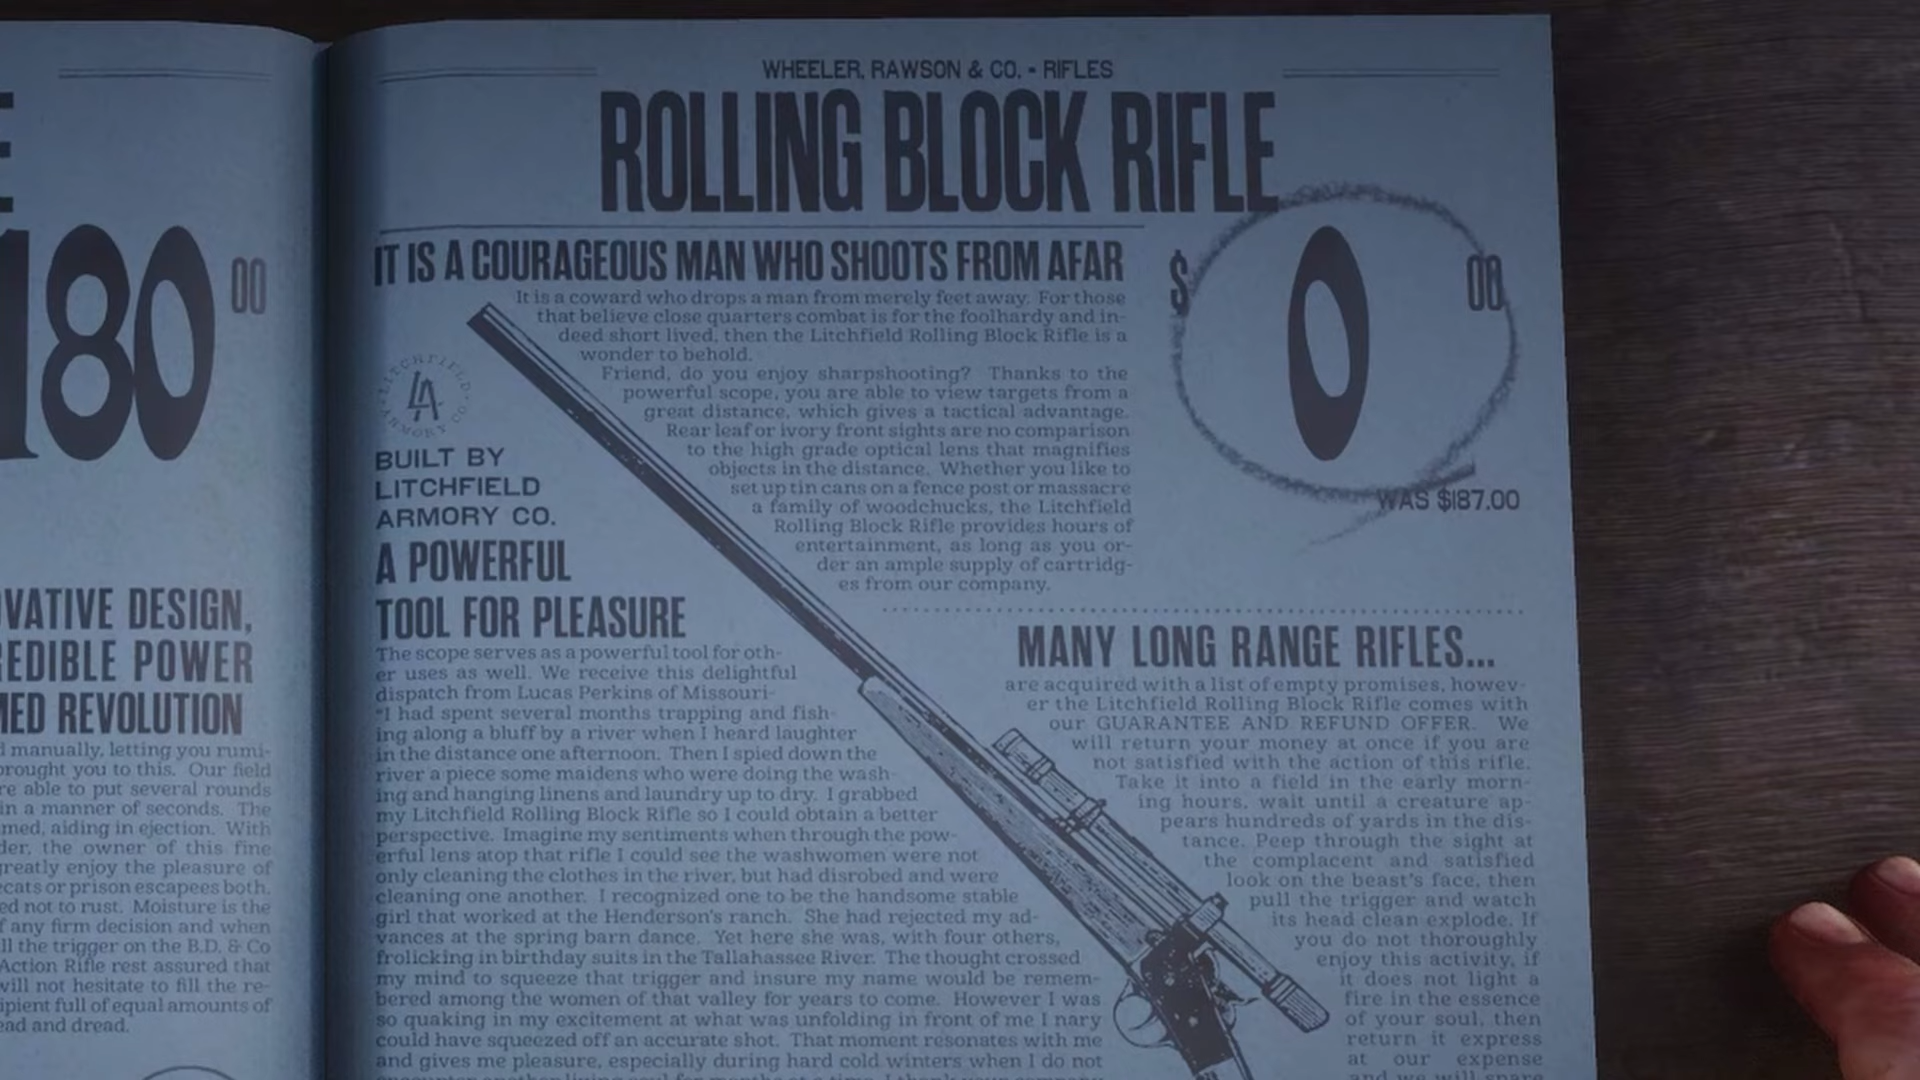 180 00
OVATIVE DESIGN,
REDIBLE POWER
MED REVOLUTION
manually, letting you rumi-
brought you to this. Our field
re able to put several rounds
in a manner of seconds. The
med, aiding in ejection. With
der, the owner of this fine
greatly enjoy the pleasure of
ecats or prison escapees both.
ed not to rust. Moisture is the
f any firm decision and when
ll the trigger on the B.D. & Co
Action Rifle rest assured that
will not hesitate to fill the re-
ipient full of equal amounts of
ead and dread.
WHEELER, RAWSON & CO. - RIFLES
ROLLING BLOCK RIFLE
IT IS A COURAGEOUS MAN WHO SHOOTS FROM AFAR
It is a coward who drops a man from merely feet away. For those
that believe close quarters combat is for the foolhardy and in-
deed short lived, then the Litchfield Rolling Block Rifle is a
wonder to behold.
Friend, do you enjoy sharpshooting? Thanks to the
powerful scope, you are able to view targets from a
great distance, which gives a tactical advantage.
Rear leaf or ivory front sights are no comparison
to the high grade optical lens that magnifies
objects in the distance. Whether you like to
set up tin cans on a fence post or massacre
a family of woodchucks, the Litchfield
Rolling Block Rifle provides hours of
entertainment, as long as you or-
der an ample supply of cartridg-
es from our company.
$ 0 00
WAS $187.00
LITCHFIELD
LA
ARMORY CO.
BUILT BY
LITCHFIELD
ARMORY CO.
A POWERFUL
TOOL FOR PLEASURE
The scope serves as a powerful tool for oth-
er uses as well. We receive this delightful
dispatch from Lucas Perkins of Missouri-
"I had spent several months trapping and fish-
ing along a bluff by a river when I heard laughter
in the distance one afternoon. Then I spied down the
river a piece some maidens who were doing the wash-
ing and hanging linens and laundry up to dry. I grabbed
my Litchfield Rolling Block Rifle so I could obtain a better
perspective. Imagine my sentiments when through the pow-
erful lens atop that rifle I could see the washwomen were not
only cleaning the clothes in the river, but had disrobed and were
cleaning one another. I recognized one to be the handsome stable
girl that worked at the Henderson's ranch. She had rejected my ad-
vances at the spring barn dance. Yet here she was, with four others,
frolicking in birthday suits in the Tallahassee River. The thought crossed
my mind to squeeze that trigger and insure my name would be remem-
bered among the women of that valley for years to come. However I was
so quaking in my excitement at what was unfolding in front of me I nary
could have squeezed off an accurate shot. That moment resonates with me
and gives me pleasure, especially during hard cold winters when I do not
MANY LONG RANGE RIFLES...
are acquired with a list of empty promises, howev-
er the Litchfield Rolling Block Rifle comes with
our GUARANTEE AND REFUND OFFER. We
will return your money at once if you are
not satisfied with the action of this rifle.
Take it into a field in the early morn-
ing hours, wait until a creature ap-
pears hundreds of yards in the dis-
tance. Peep through the sight at
the complacent and satisfied
look on the beast's face, then
pull the trigger and watch
its head clean explode. If
you do not thoroughly
enjoy this activity, if
it does not light a
fire in the essence
of your soul, then
return it express
at our expense
and we will spare